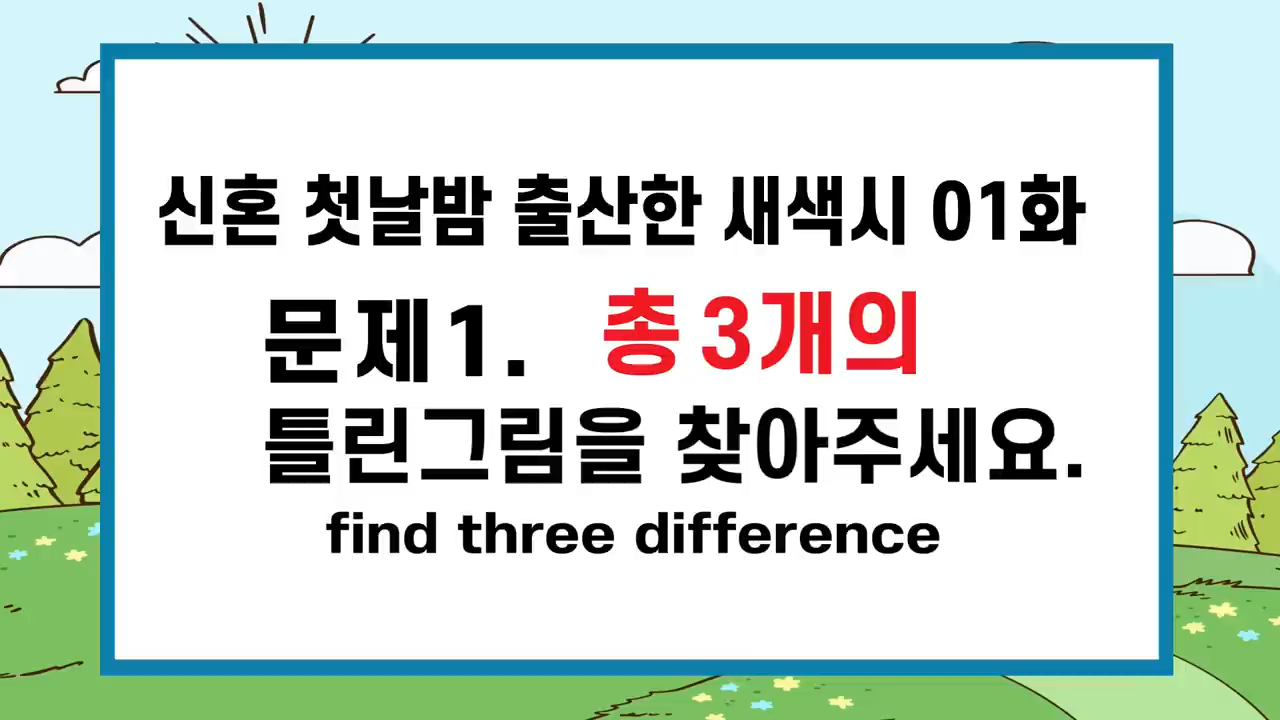 신혼 첫날밤 출산한 새색시 01화
문제1. 총3개의
틀린그림을 찾아주세요.
find three difference